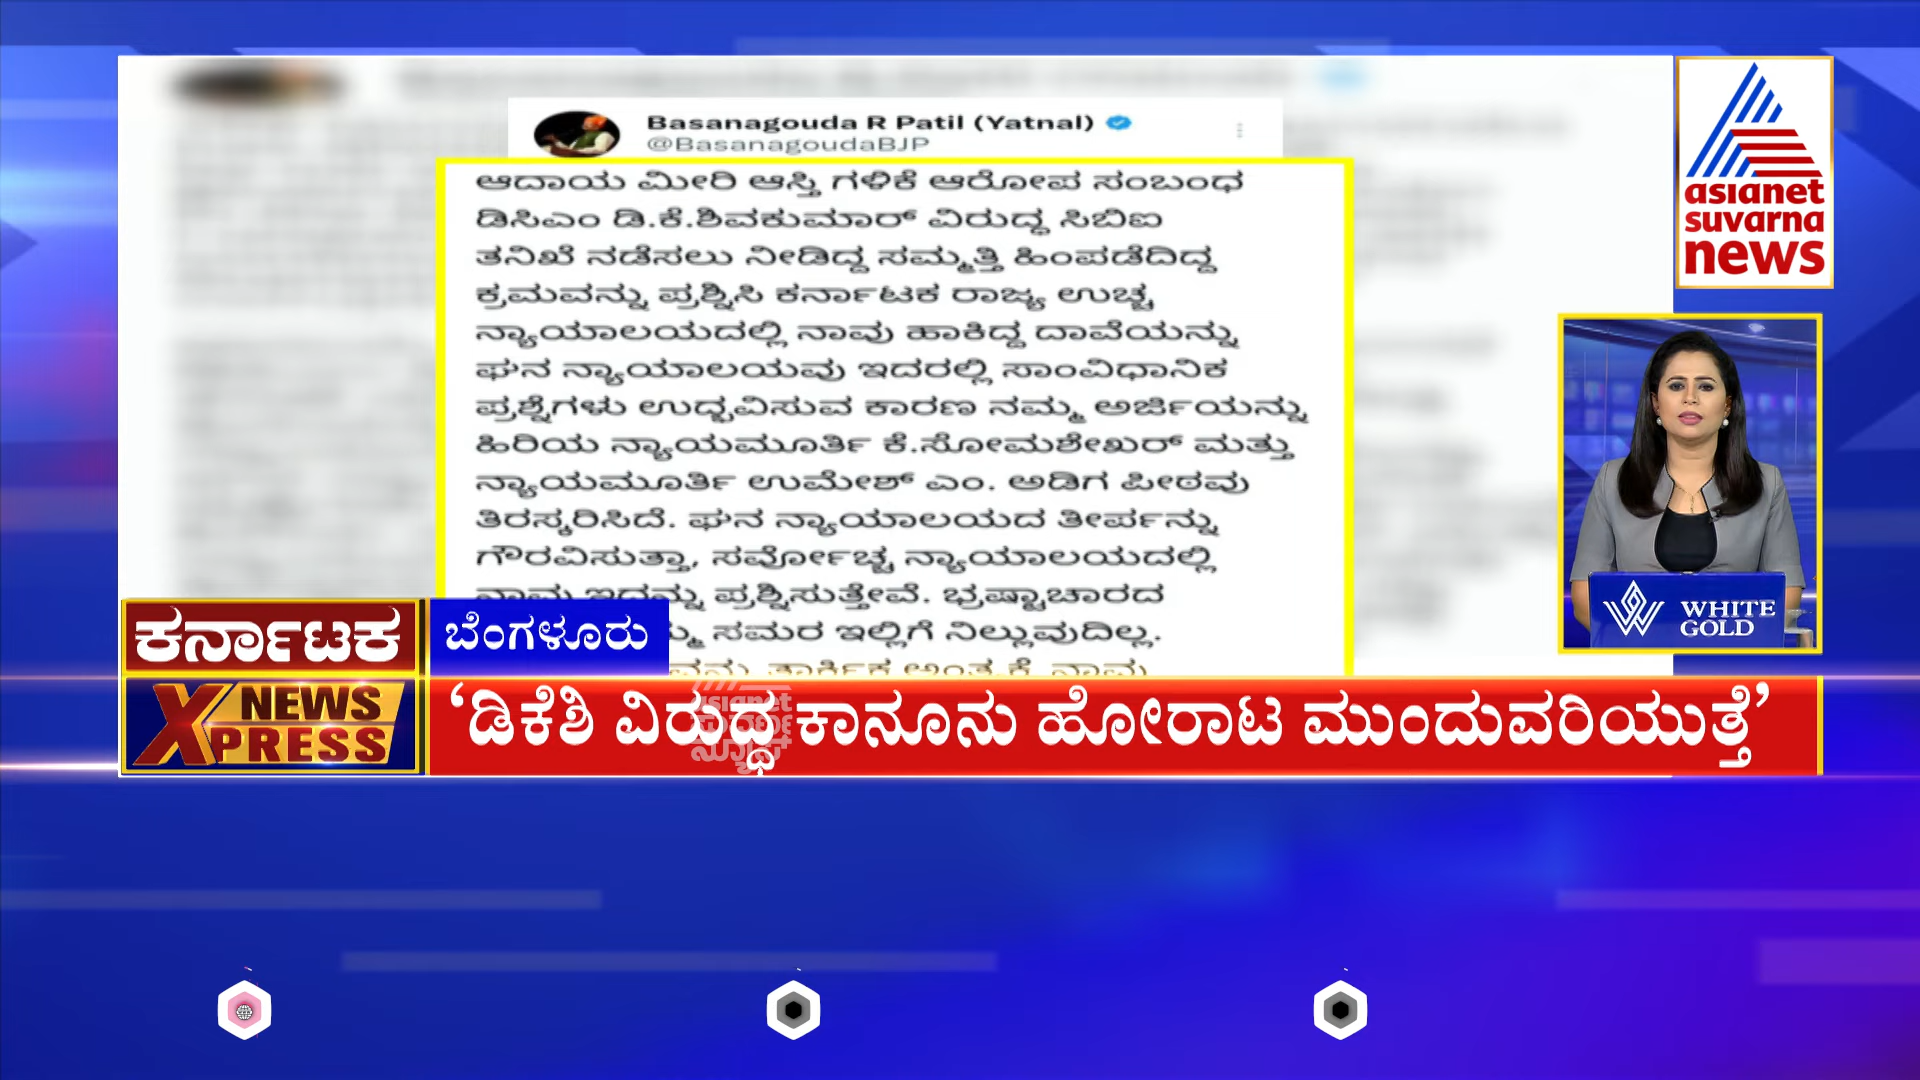 Basanagouda R Patil (Yatnal)
@BasanagoudaBJP
ಆದಾಯ ಮೀರಿ ಆಸ್ತಿ ಗಳಿಕೆ ಆರೋಪ ಸಂಬಂಧ
ಡಿಸಿಎಂ ಡಿ.ಕೆ.ಶಿವಕುಮಾರ್ ವಿರುದ್ಧ ಸಿಬಿಐ
ತನಿಖೆ ನಡೆಸಲು ನೀಡಿದ್ದ ಸಮ್ಮತ್ತಿ ಹಿಂಪಡೆದಿದ್ದ
ಕ್ರಮವನ್ನು ಪ್ರಶ್ನಿಸಿ ಕರ್ನಾಟಕ ರಾಜ್ಯ ಉಚ್ಚ
ನ್ಯಾಯಾಲಯದಲ್ಲಿ ನಾವು ಹಾಕಿದ್ದ ದಾವೆಯನ್ನು
ಘನ ನ್ಯಾಯಾಲಯವು ಇದರಲ್ಲಿ ಸಾಂವಿಧಾನಿಕ
ಪ್ರಶ್ನೆಗಳು ಉದ್ಭವಿಸುವ ಕಾರಣ ನಮ್ಮ ಅರ್ಜಿಯನ್ನು
ಹಿರಿಯ ನ್ಯಾಯಮೂರ್ತಿ ಕೆ.ಸೋಮಶೇಖರ್ ಮತ್ತು
ನ್ಯಾಯಮೂರ್ತಿ ಉಮೇಶ್ ಎಂ. ಅಡಿಗ ಪೀಠವು
ತಿರಸ್ಕರಿಸಿದೆ. ಘನ ನ್ಯಾಯಾಲಯದ ತೀರ್ಪನ್ನು
ಗೌರವಿಸುತ್ತಾ, ಸರ್ವೋಚ್ಚ ನ್ಯಾಯಾಲಯದಲ್ಲಿ
ನಾವು ಇದನ್ನು ಪ್ರಶ್ನಿಸುತ್ತೇವೆ. ಭ್ರಷ್ಟಾಚಾರದ
ಸಮರ ಇಲ್ಲಿಗೆ ನಿಲ್ಲುವುದಿಲ್ಲ.
ತಾರ್ಕಿಕ ಅಂತ್ಯಕ್ಕೆ ನಾವು
asianet
suvarna
news
WHITE
GOLD
ಕರ್ನಾಟಕ
ಬೆಂಗಳೂರು
NEWS
XPRESS
‘ಡಿಕೆಶಿ ವಿರುದ್ಧ ಕಾನೂನು ಹೋರಾಟ ಮುಂದುವರಿಯುತ್ತೆ’
asianet
ನ್ಯೂಸ್